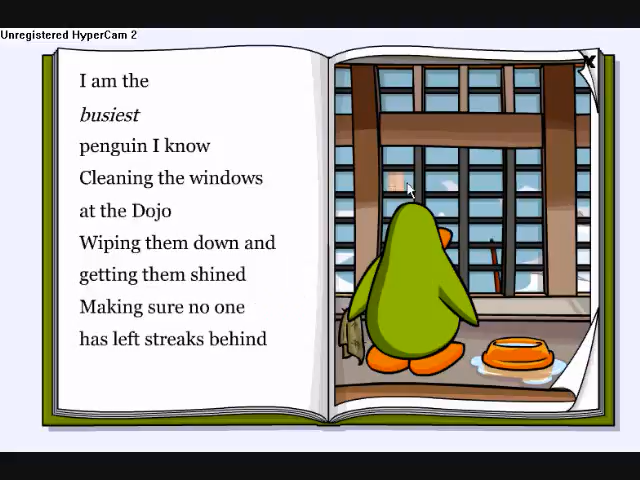 Unregistered HyperCam 2
I am the
busiest
penguin I know
Cleaning the windows
at the Dojo
Wiping them down and
getting them shined
Making sure no one
has left streaks behind
x